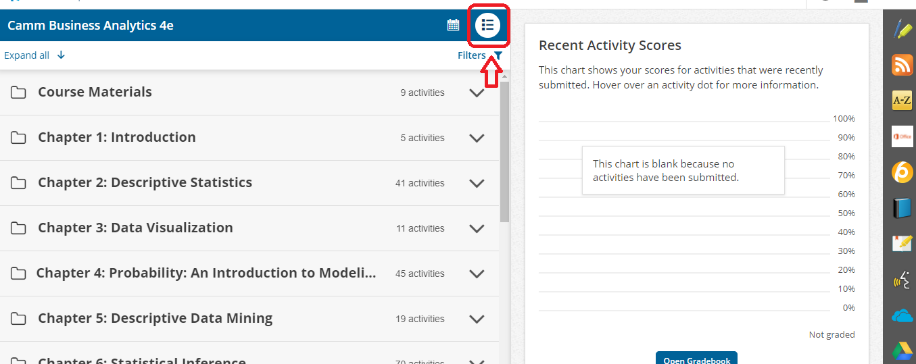 Camm Business Analytics 4e
Expand all
Filters
Course Materials
9 activities
Chapter 1: Introduction
5 activities
Chapter 2: Descriptive Statistics
41 activities
Chapter 3: Data Visualization
11 activities
Chapter 4: Probability: An Introduction to Modeli...
45 activities
Chapter 5: Descriptive Data Mining
19 activities
Chapter 6: Statistical Inference
70 activities
Recent Activity Scores
This chart shows your scores for activities that were recently
submitted. Hover over an activity dot for more information.
100%
90%
80%
70%
60%
50%
40%
30%
20%
10%
0%
This chart is blank because no
activities have been submitted.
Not graded
Open Gradebook
A-Z
Office